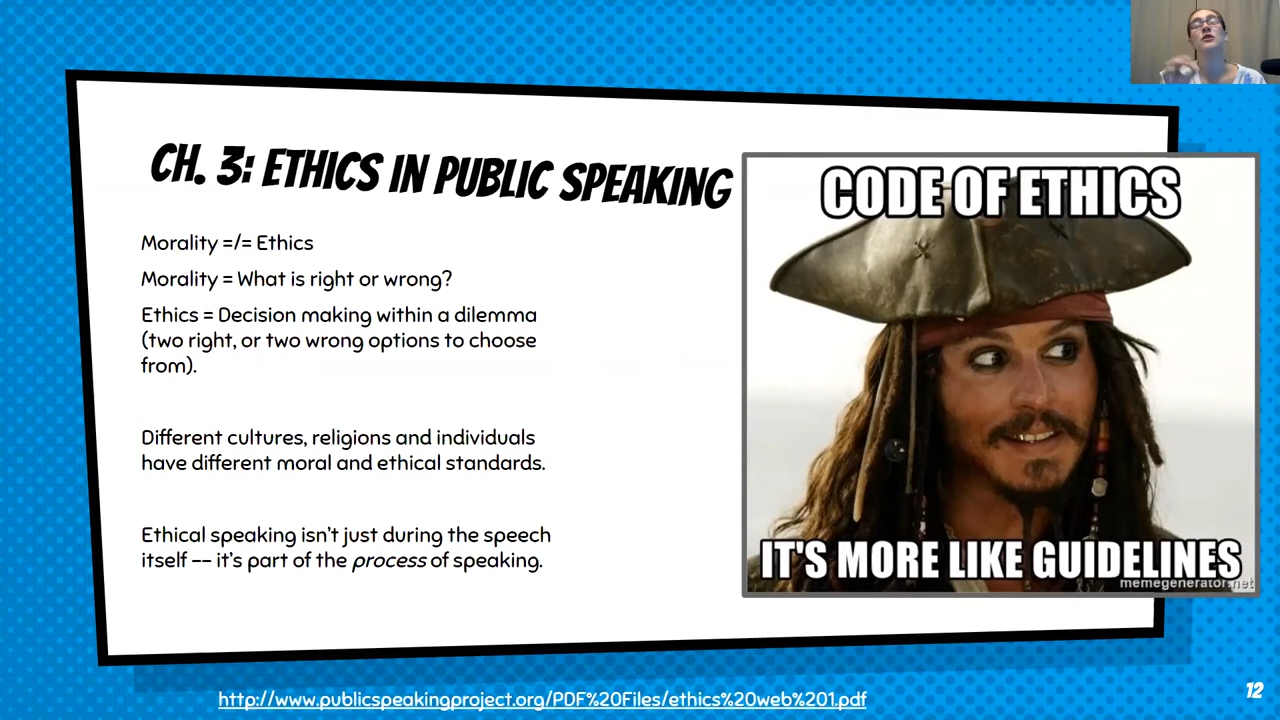 CH. 3: ETHICS IN PUBLIC SPEAKING
Morality =/= Ethics
Morality = What is right or wrong?
Ethics = Decision making within a dilemma
(two right, or two wrong options to choose
from).
Different cultures, religions and individuals
have different moral and ethical standards.
Ethical speaking isn't just during the speech
itself -- it's part of the process of speaking.
CODE OF ETHICS
IT'S MORE LIKE GUIDELINES
memegenerator.net
http://www.publicspeakingproject.org/PDF%20Files/ethics%20web%201.pdf
12